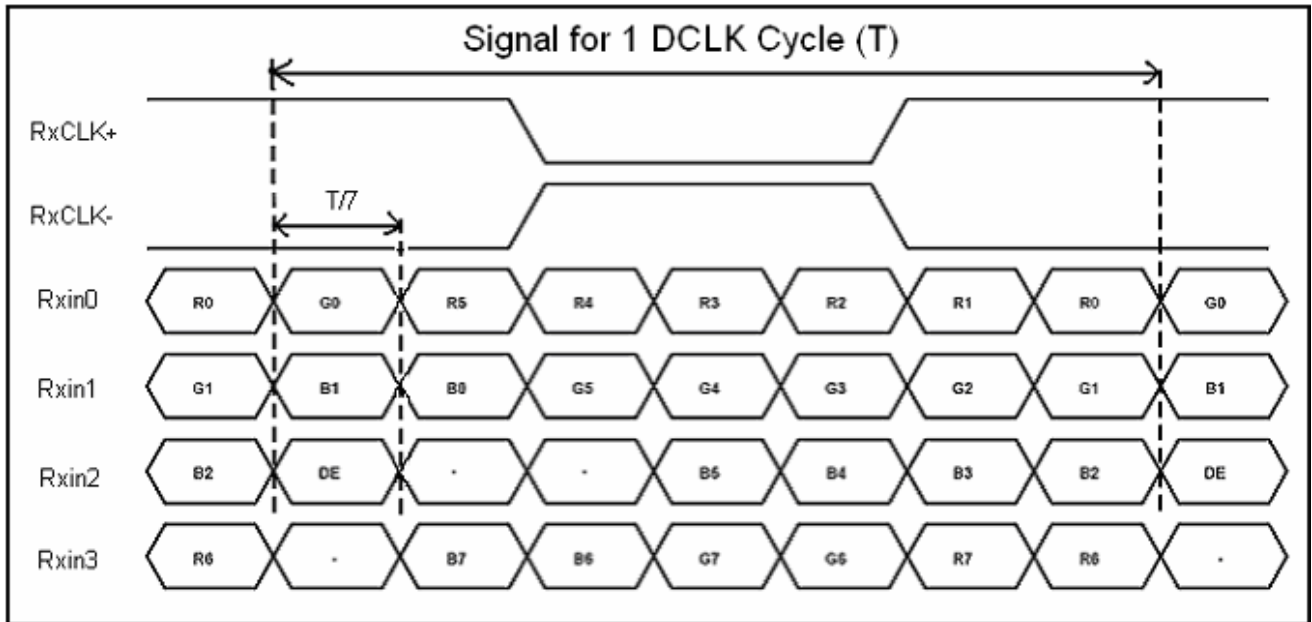 Signal for 1 DCLK Cycle (T)
RxCLK+
RxCLK-
T/7
Rxin0 R0 G0 R5 R4 R3 R2 R1 R0 G0
Rxin1 G1 B1 B0 G5 G4 G3 G2 G1 B1
Rxin2 B2 DE - - B5 B4 B3 B2 DE
Rxin3 R6 - B7 B6 G7 G6 R7 R6 -